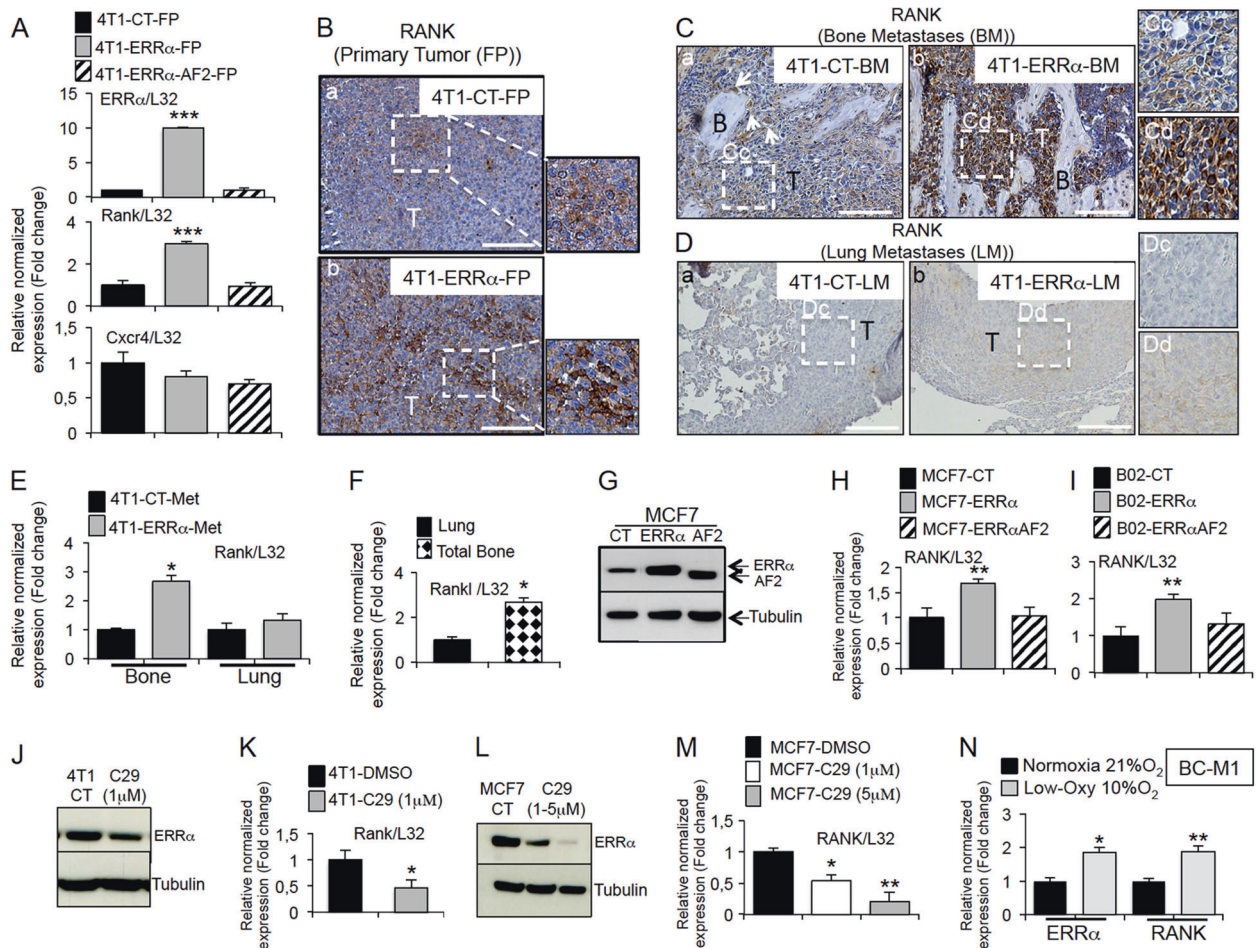 A
4T1-CT-FP
4T1-ERRα-FP
4T1-ERRα-AF2-FP
ERRα/L32
***
15
10
5
0
Rank/L32
***
4
2
0
Cxcr4/L32
1,5
1
0,5
0
Relative normalized
expression (Fold change)
B
RANK
(Primary Tumor (FP))
a
4T1-CT-FP
T
b
4T1-ERRα-FP
T
C
RANK
(Bone Metastases (BM))
a
4T1-CT-BM
B
Cc
T
b
4T1-ERRα-BM
Cd
T
B
Cc
Cd
D
RANK
(Lung Metastases (LM))
a
4T1-CT-LM
Dc
T
b
4T1-ERRα-LM
Dd
T
Dc
Dd
E
4T1-CT-Met
4T1-ERRα-Met
Rank/L32
*
4
3
2
1
0
Bone
Lung
Relative normalized
expression (Fold change)
F
Lung
Total Bone
Rankl /L32
*
4
2
0
Relative normalized
expression (Fold change)
G
MCF7
CT ERRα AF2
ERRα
AF2
Tubulin
H
MCF7-CT
MCF7-ERRα
MCF7-ERRαAF2
RANK/L32
**
2
1,5
1
0,5
0
Relative normalized
expression (Fold change)
I
B02-CT
B02-ERRα
B02-ERRαAF2
RANK/L32
**
3
2
1
0
J
4T1 C29
CT (1µM)
ERRα
Tubulin
K
4T1-DMSO
4T1-C29 (1µM)
Rank/L32
*
1,5
1
0,5
0
Relative normalized
expression (Fold change)
L
MCF7 C29
CT (1-5µM)
ERRα
Tubulin
M
MCF7-DMSO
MCF7-C29 (1µM)
MCF7-C29 (5µM)
RANK/L32
*
**
1,5
1
0,5
0
Relative normalized
expression (Fold change)
N
Normoxia 21%O2
Low-Oxy 10%O2
BC-M1
*
**
3
2
1
0
ERRα
RANK
Relative normalized
expression (Fold change)